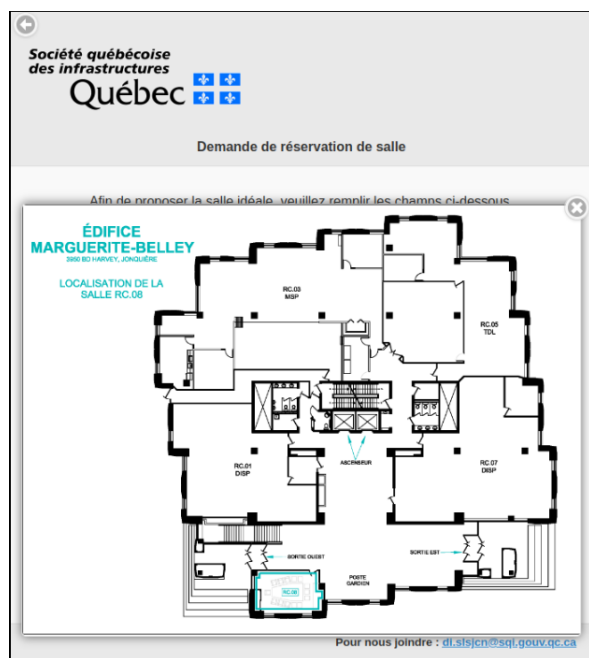 Société québécoise
des infrastructures
Québec
Demande de réservation de salle
Afin de proposer la salle idéale, veuillez remplir les champs ci-dessous
ÉDIFICE
MARGUERITE-BELLEY
3950 BD HARVEY, JONQUIÈRE
LOCALISATION DE LA
SALLE RC.08
RC.03
MSP
RC.05
TDL
RC.01
DISP
ASCENSEUR
RC.07
DISP
SORTIE OUEST
SORTIE EST
POSTE
GARDIEN
RC.08
Pour nous joindre : di.slsjcn@sqi.gouv.qc.ca